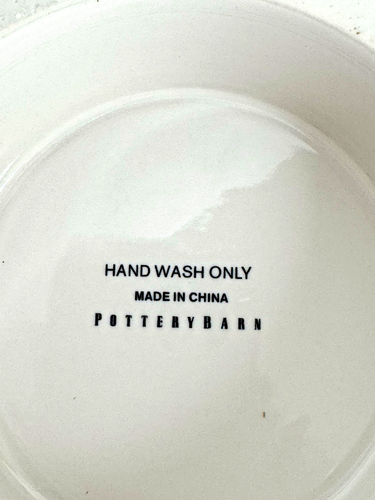 HAND WASH ONLY
MADE IN CHINA
POTTERYBARN